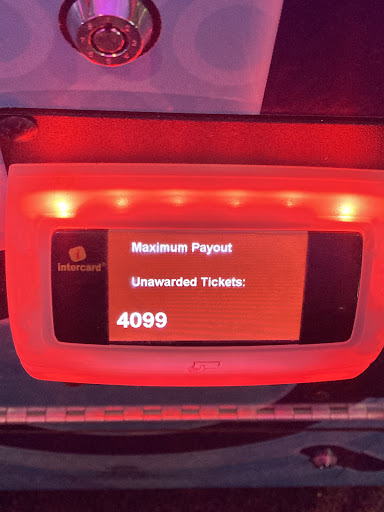 Maximum Payout
intercard
Unawarded Tickets:
4099